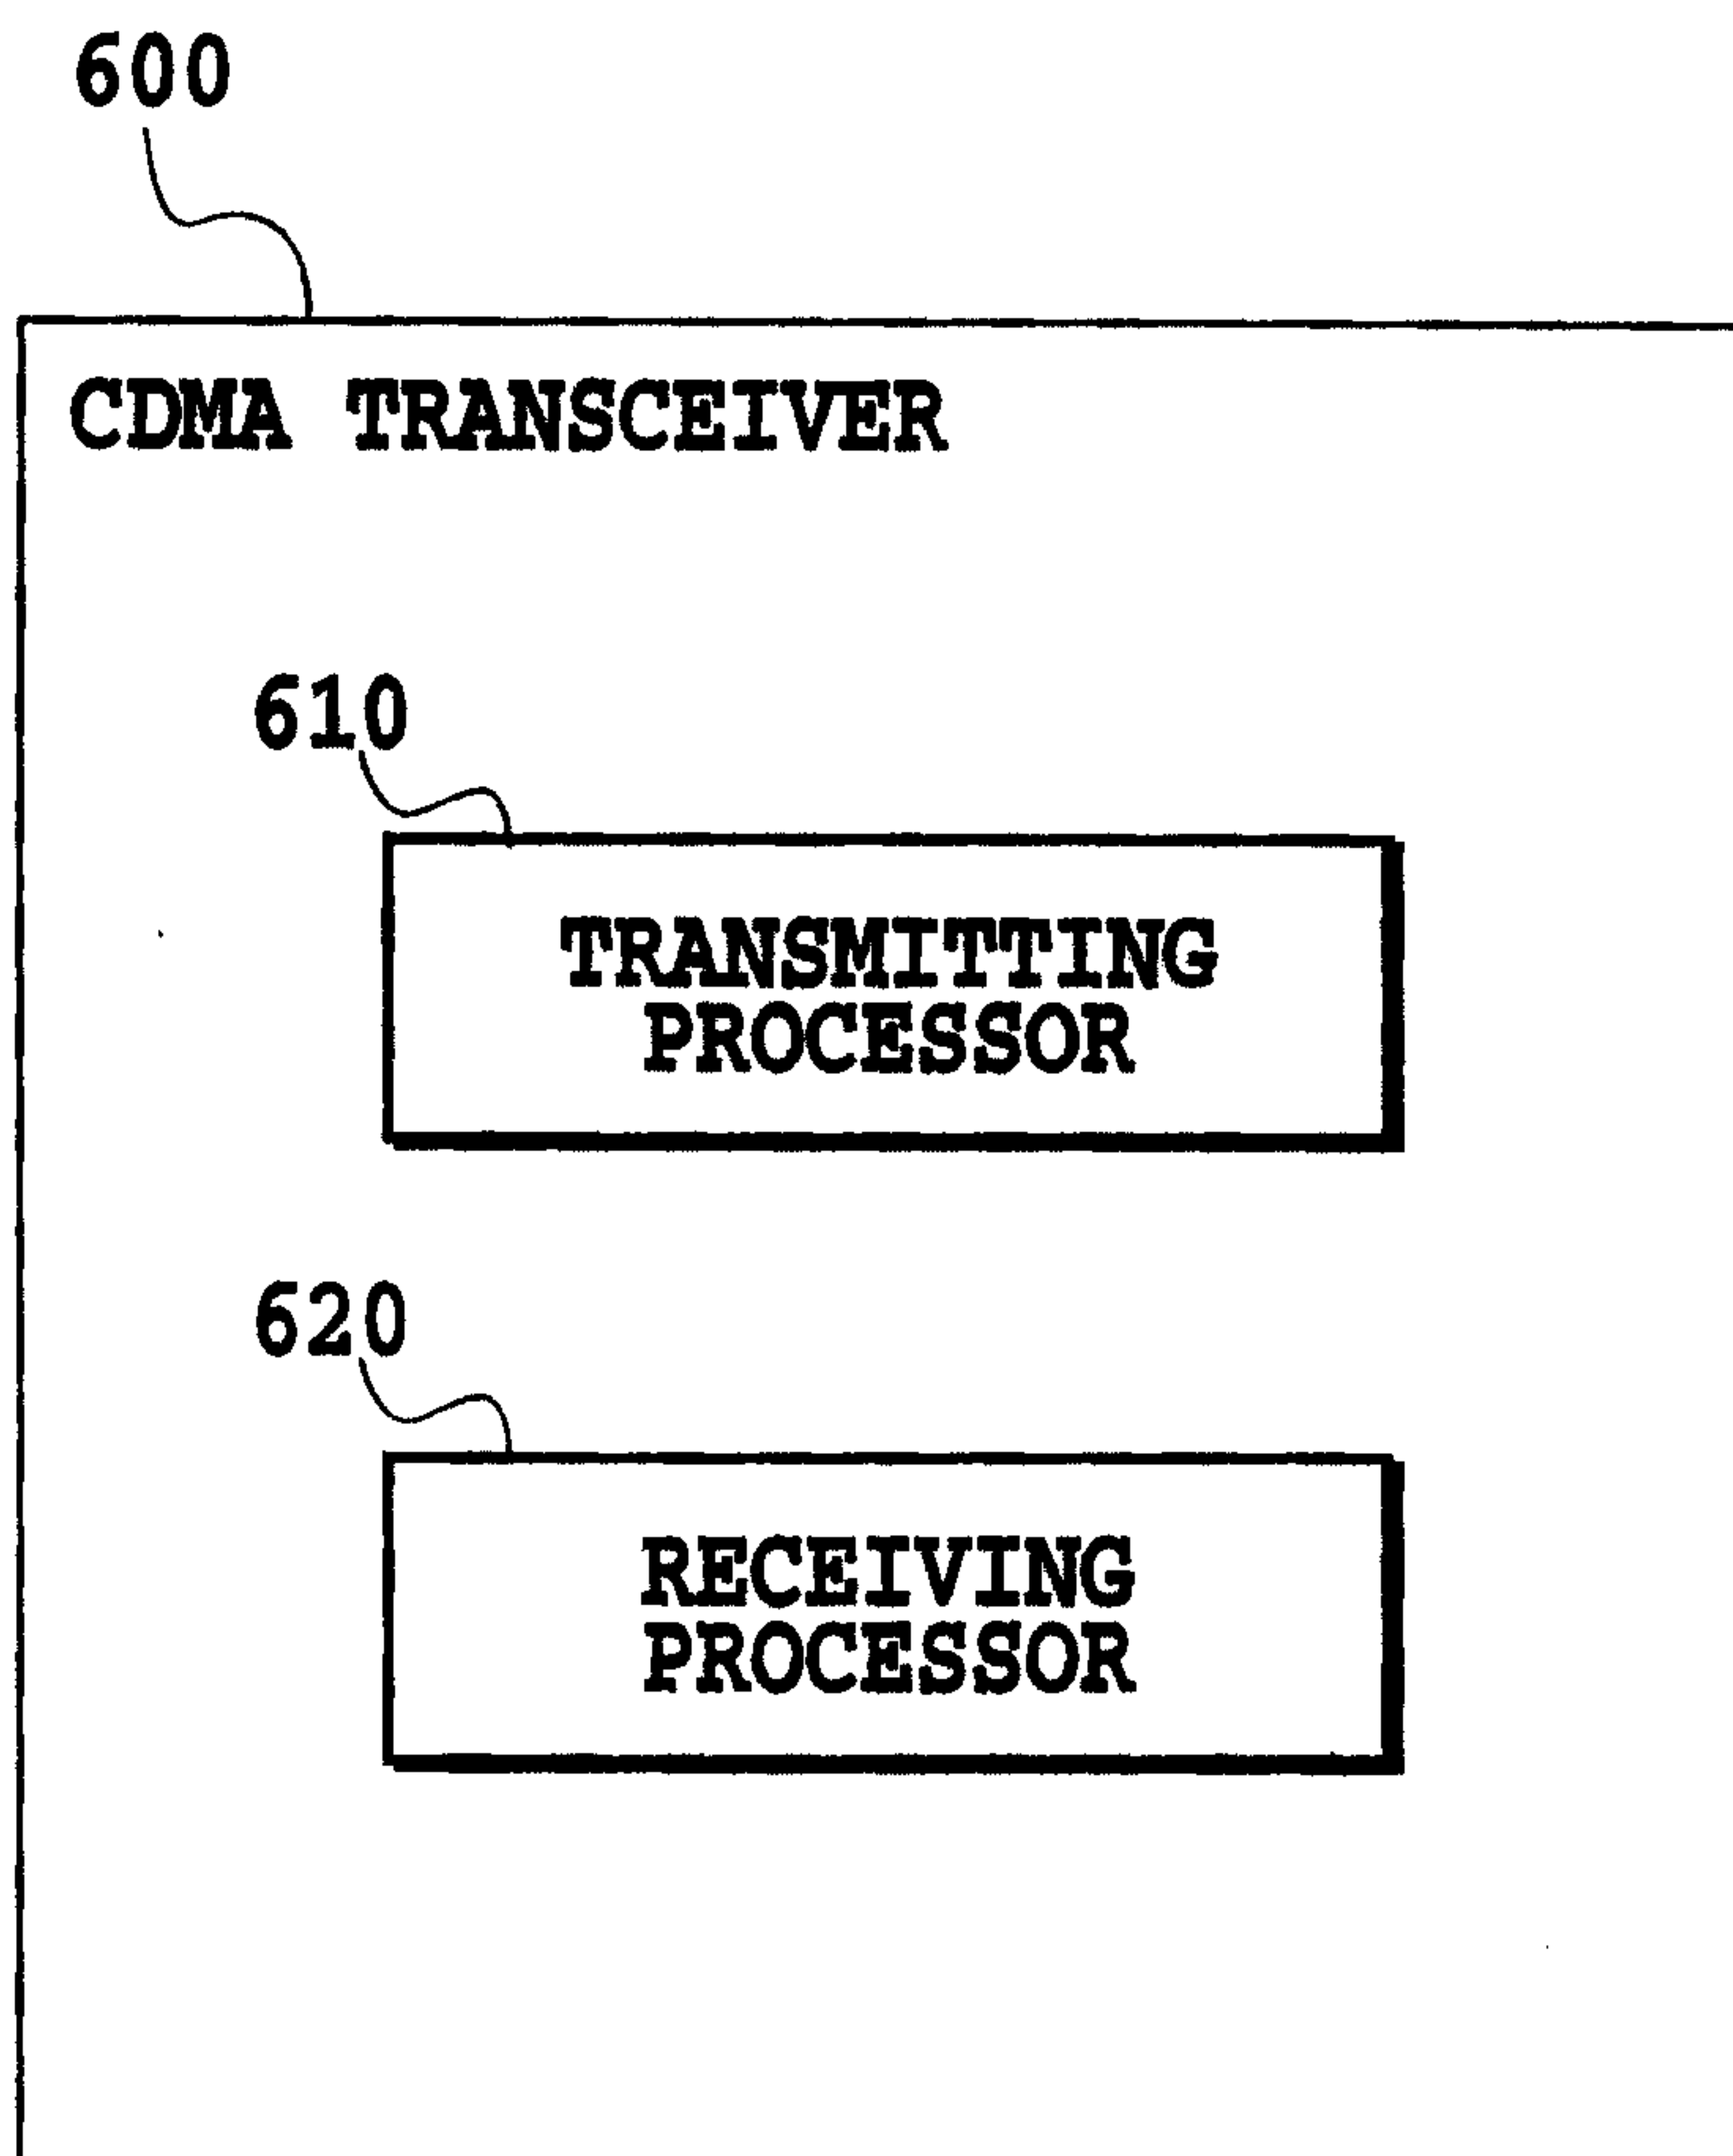 600
CDMA TRANSCEIVER
610
TRANSMITTING
PROCESSOR
620
RECEIVING
PROCESSOR